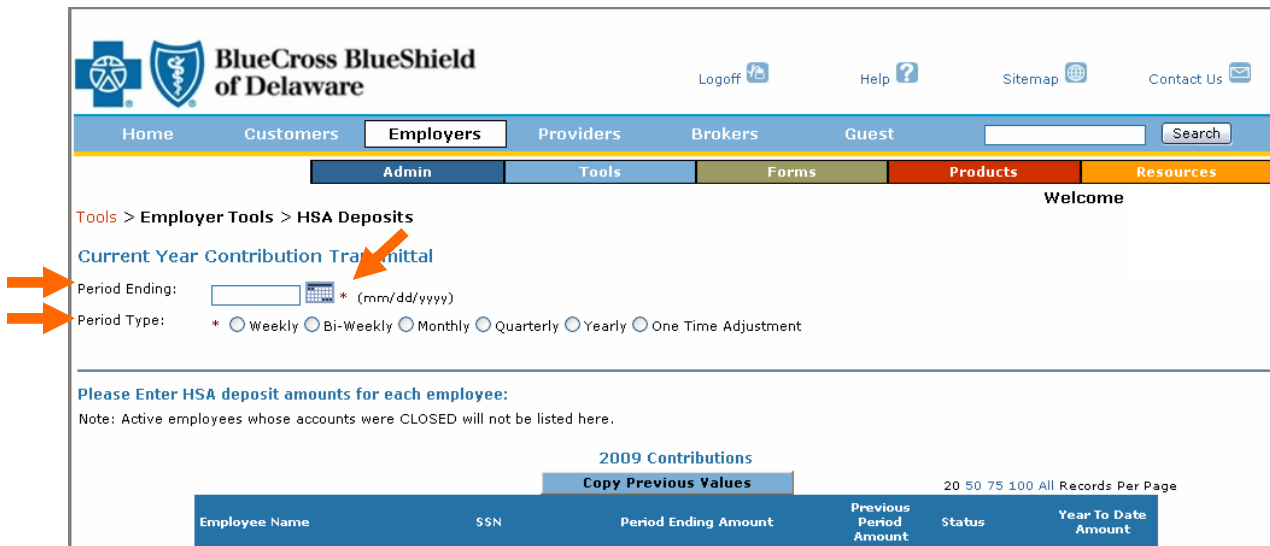 BlueCross BlueShield
of Delaware
Logoff Help Sitemap Contact Us
Home Customers Employers Providers Brokers Guest Search
Admin Tools Forms Products Resources
Welcome
Tools > Employer Tools > HSA Deposits
Current Year Contribution Transmittal
Period Ending: * (mm/dd/yyyy)
Period Type: * Weekly Bi-Weekly Monthly Quarterly Yearly One Time Adjustment
Please Enter HSA deposit amounts for each employee:
Note: Active employees whose accounts were CLOSED will not be listed here.
2009 Contributions
Copy Previous Values 20 50 75 100 All Records Per Page
Employee Name SSN Period Ending Amount Previous Period Amount Status Year To Date Amount